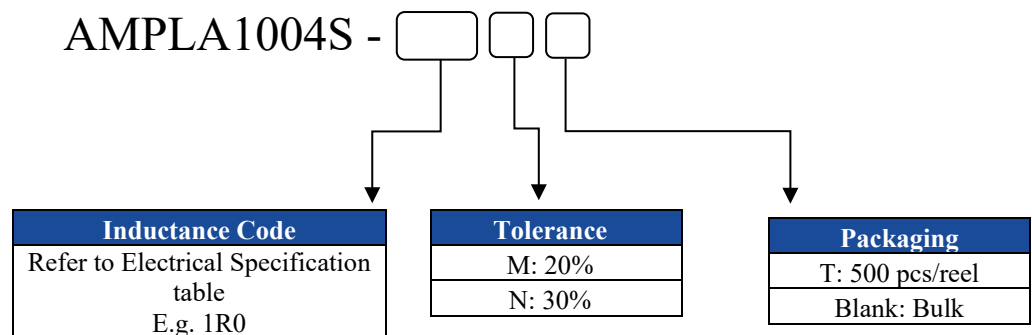 AMPLA1004S -
Inductance Code
Refer to Electrical Specification
table
E.g. 1R0
Tolerance
M: 20%
N: 30%
Packaging
T: 500 pcs/reel
Blank: Bulk